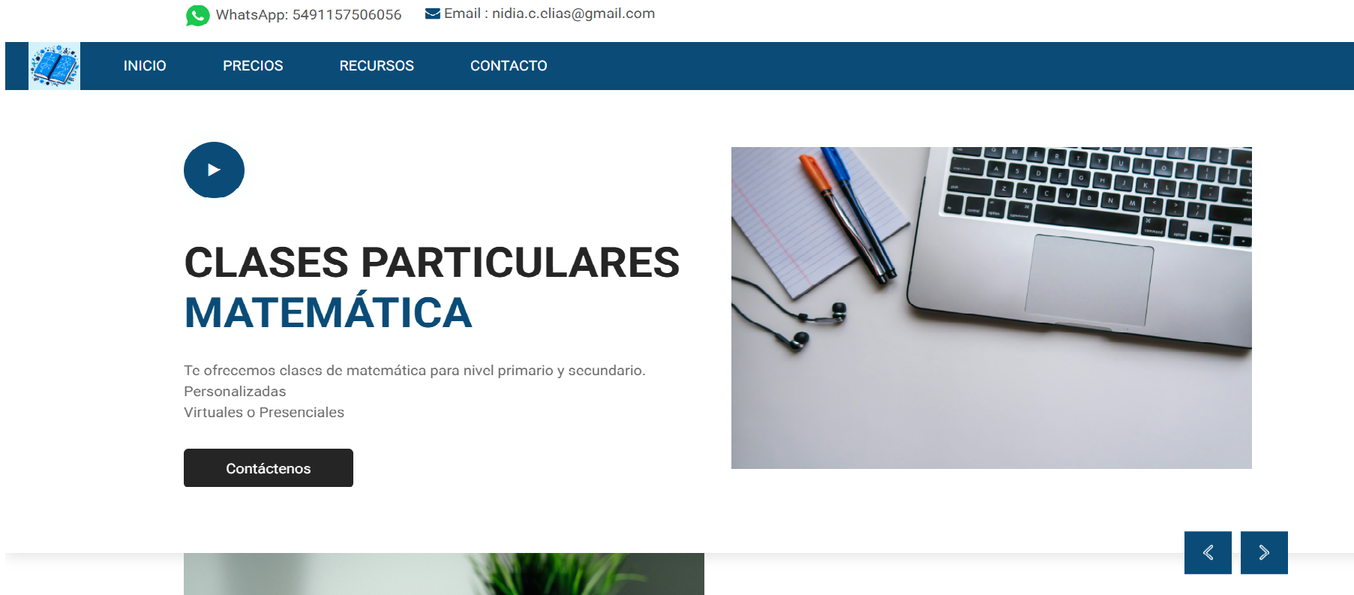 WhatsApp: 5491157506056 Email : nidia.c.elias@gmail.com
INICIO PRECIOS RECURSOS CONTACTO
CLASES PARTICULARES
MATEMÁTICA
Te ofrecemos clases de matemática para nivel primario y secundario.
Personalizadas
Virtuales o Presenciales
Contáctenos